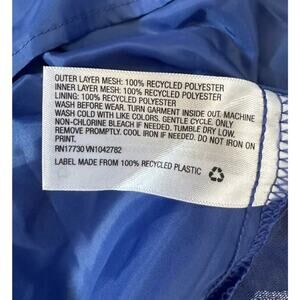 OUTER LAYER MESH: 100% RECYCLED POLYESTER
INNER LAYER MESH: 100% RECYCLED POLYESTER
LINING: 100% RECYCLED POLYESTER
WASH BEFORE WEAR. TURN GARMENT INSIDE OUT. MACHINE
WASH COLD WITH LIKE COLORS. GENTLE CYCLE. ONLY
NON-CHLORINE BLEACH IF NEEDED. TUMBLE DRY LOW.
REMOVE PROMPTLY. COOL IRON IF NEEDED. DO NOT IRON ON
PRINT.
RN17730 VN1042782
LABEL MADE FROM 100% RECYCLED PLASTIC